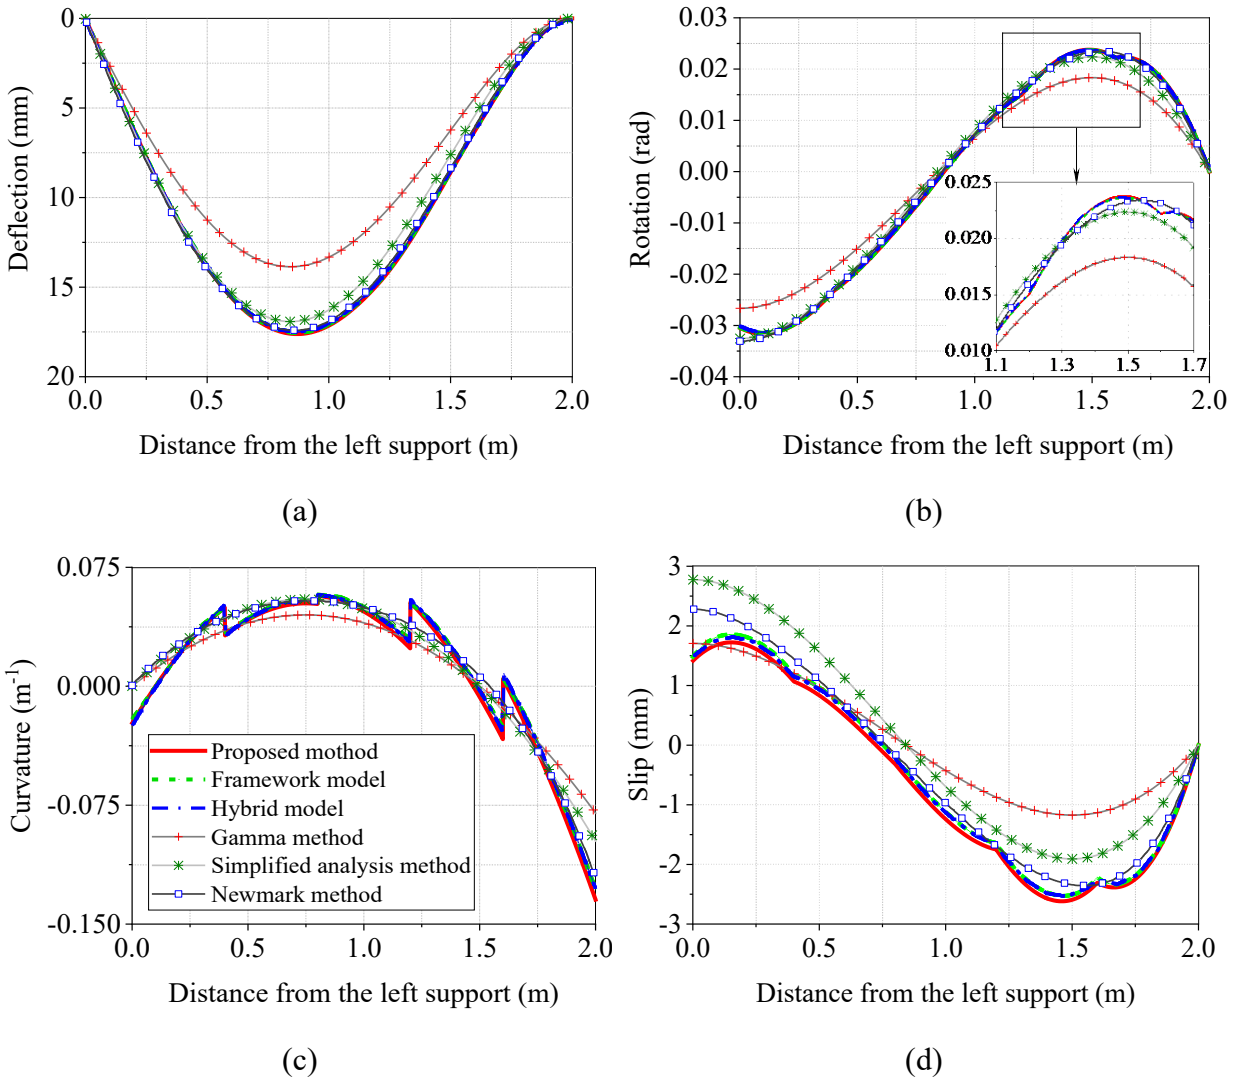 0
5
10
15
20
0.0
0.5
1.0
1.5
2.0
Deflection (mm)
Distance from the left support (m)
(a)
0.03
0.02
0.01
0.00
-0.01
-0.02
-0.03
-0.04
0.0
0.5
1.0
1.5
2.0
Rotation (rad)
0.025
0.020
0.015
0.010
1.1
1.3
1.5
1.7
Distance from the left support (m)
(b)
0.075
0.000
-0.075
-0.150
0.0
0.5
1.0
1.5
2.0
Curvature (m⁻¹)
Proposed mothod
Framework model
Hybrid model
Gamma method
Simplified analysis method
Newmark method
Distance from the left support (m)
(c)
3
2
1
0
-1
-2
-3
0.0
0.5
1.0
1.5
2.0
Slip (mm)
Distance from the left support (m)
(d)